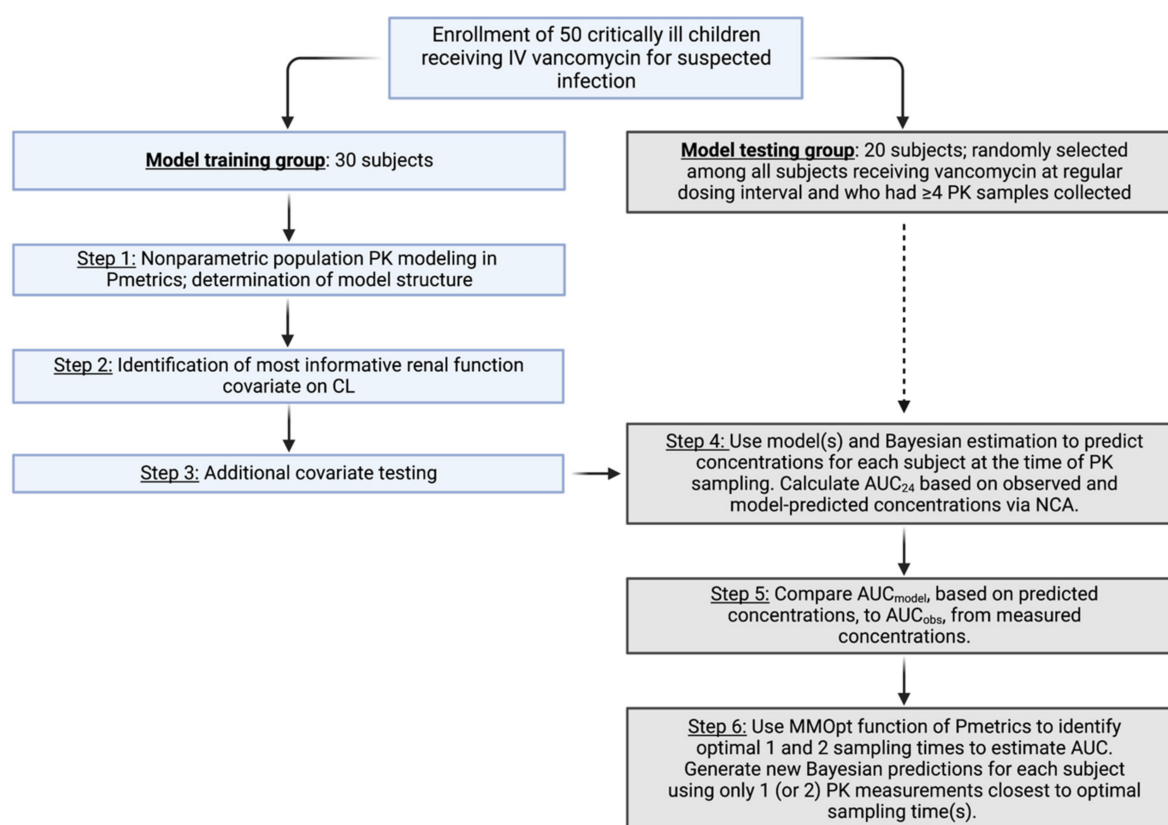 Enrollment of 50 critically ill children
receiving IV vancomycin for suspected
infection
Model training group: 30 subjects
Model testing group: 20 subjects; randomly selected
among all subjects receiving vancomycin at regular
dosing interval and who had ≥4 PK samples collected
Step 1: Nonparametric population PK modeling in
Pmetrics; determination of model structure
Step 2: Identification of most informative renal function
covariate on CL
Step 3: Additional covariate testing
Step 4: Use model(s) and Bayesian estimation to predict
concentrations for each subject at the time of PK
sampling. Calculate AUC24 based on observed and
model-predicted concentrations via NCA.
Step 5: Compare AUCmodel, based on predicted
concentrations, to AUCobs, from measured
concentrations.
Step 6: Use MMOpt function of Pmetrics to identify
optimal 1 and 2 sampling times to estimate AUC.
Generate new Bayesian predictions for each subject
using only 1 (or 2) PK measurements closest to optimal
sampling time(s).